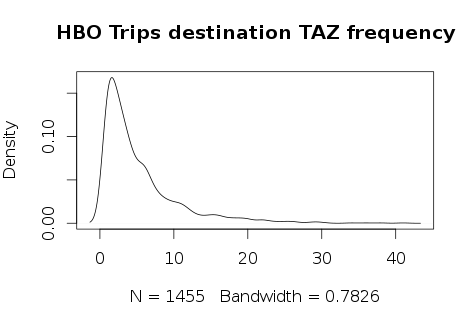 HBO Trips destination TAZ frequency
Density
0.10
0.00
0 10 20 30 40
N = 1455 Bandwidth = 0.7826